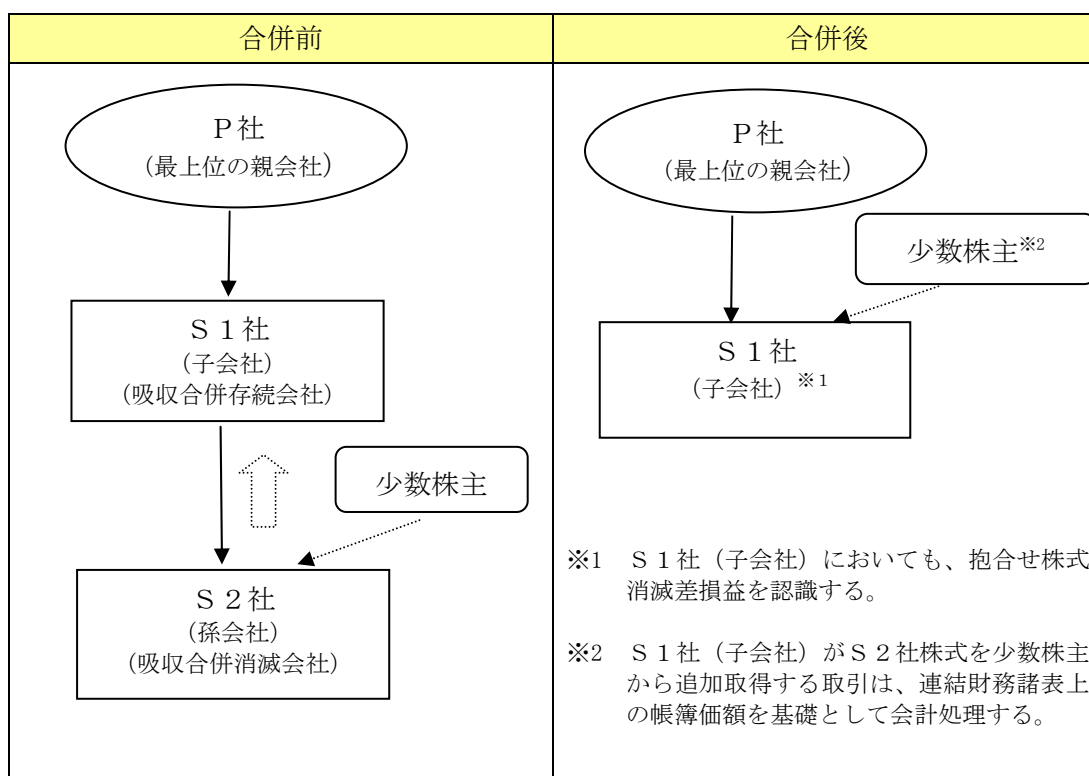 合併前
合併後
P社
(最上位の親会社)
S1社
(子会社)
(吸収合併存続会社)
少数株主
S2社
(孫会社)
(吸収合併消滅会社)
P社
(最上位の親会社)
少数株主※2
S1社
(子会社)※1
※1 S1社(子会社)においても、抱合せ株式
消滅差損益を認識する。
※2 S1社(子会社)がS2社株式を少数株主
から追加取得する取引は、連結財務諸表上
の帳簿価額を基礎として会計処理する。